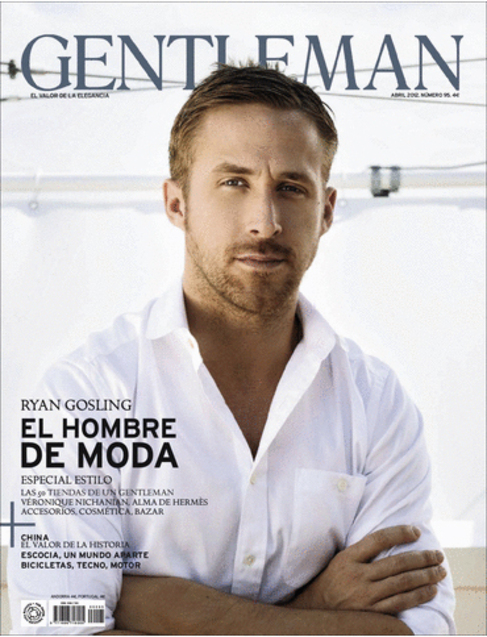 GENTLEMAN
EL VALOR DE LA ELEGANCIA
ABRIL 2012. NÚMERO 95. 4€
RYAN GOSLING
EL HOMBRE
DE MODA
ESPECIAL ESTILO
LAS 50 TIENDAS DE UN GENTLEMAN
VÉRONIQUE NICHANIAN, ALMA DE HERMÈS
ACCESORIOS, COSMÉTICA, BAZAR
CHINA
EL VALOR DE LA HISTORIA
ESCOCIA, UN MUNDO APARTE
BICICLETAS, TECNO, MOTOR